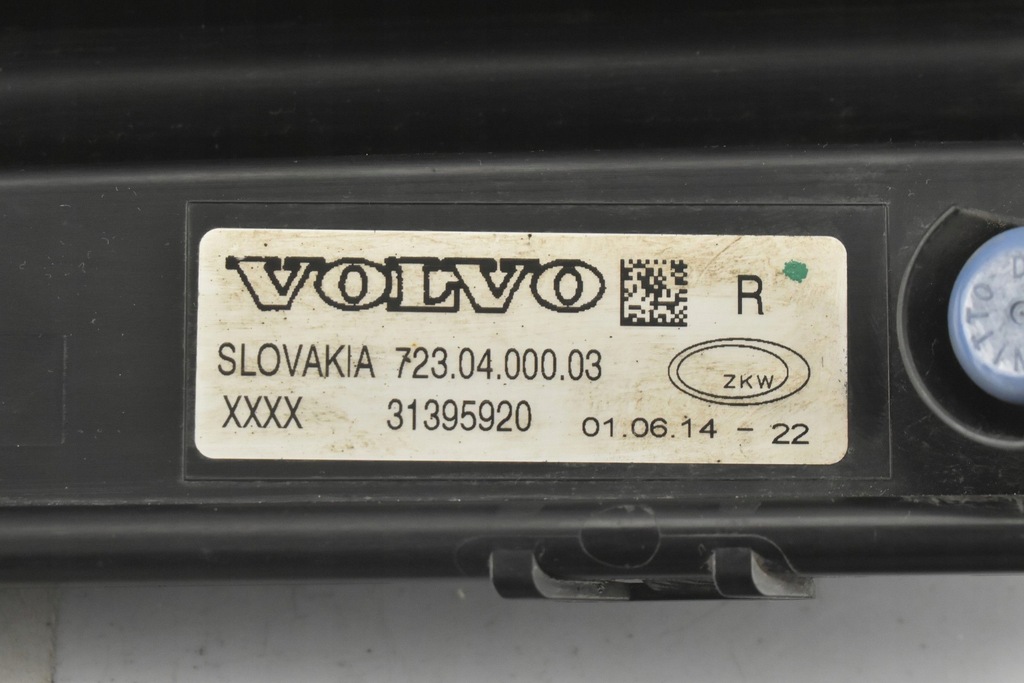 VOLVO
R
SLOVAKIA 723.04.000.03
ZKW
XXXX 31395920
01.06.14 - 22